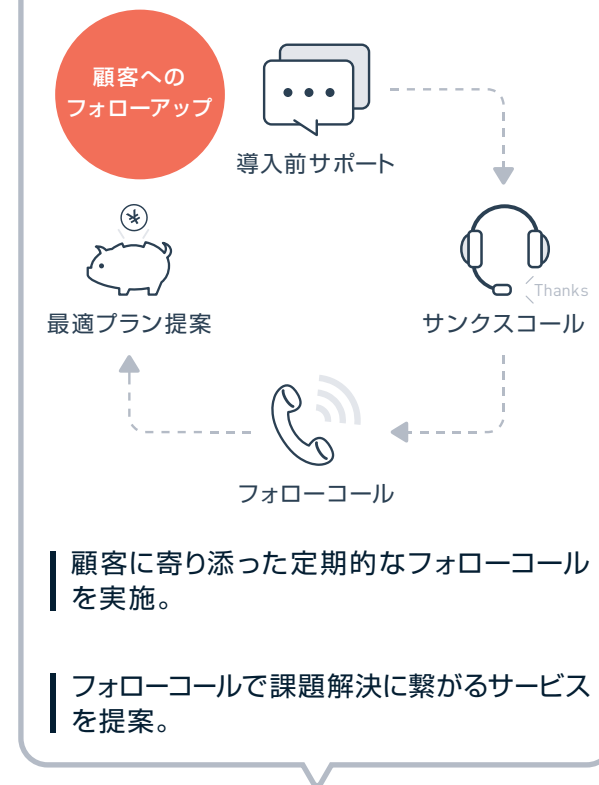 顧客への
フォローアップ
導入前サポート
¥
Thanks
サンクスコール
最適プラン提案
フォローコール
顧客に寄り添った定期的なフォローコール
を実施。
フォローコールで課題解決に繋がるサービス
を提案。